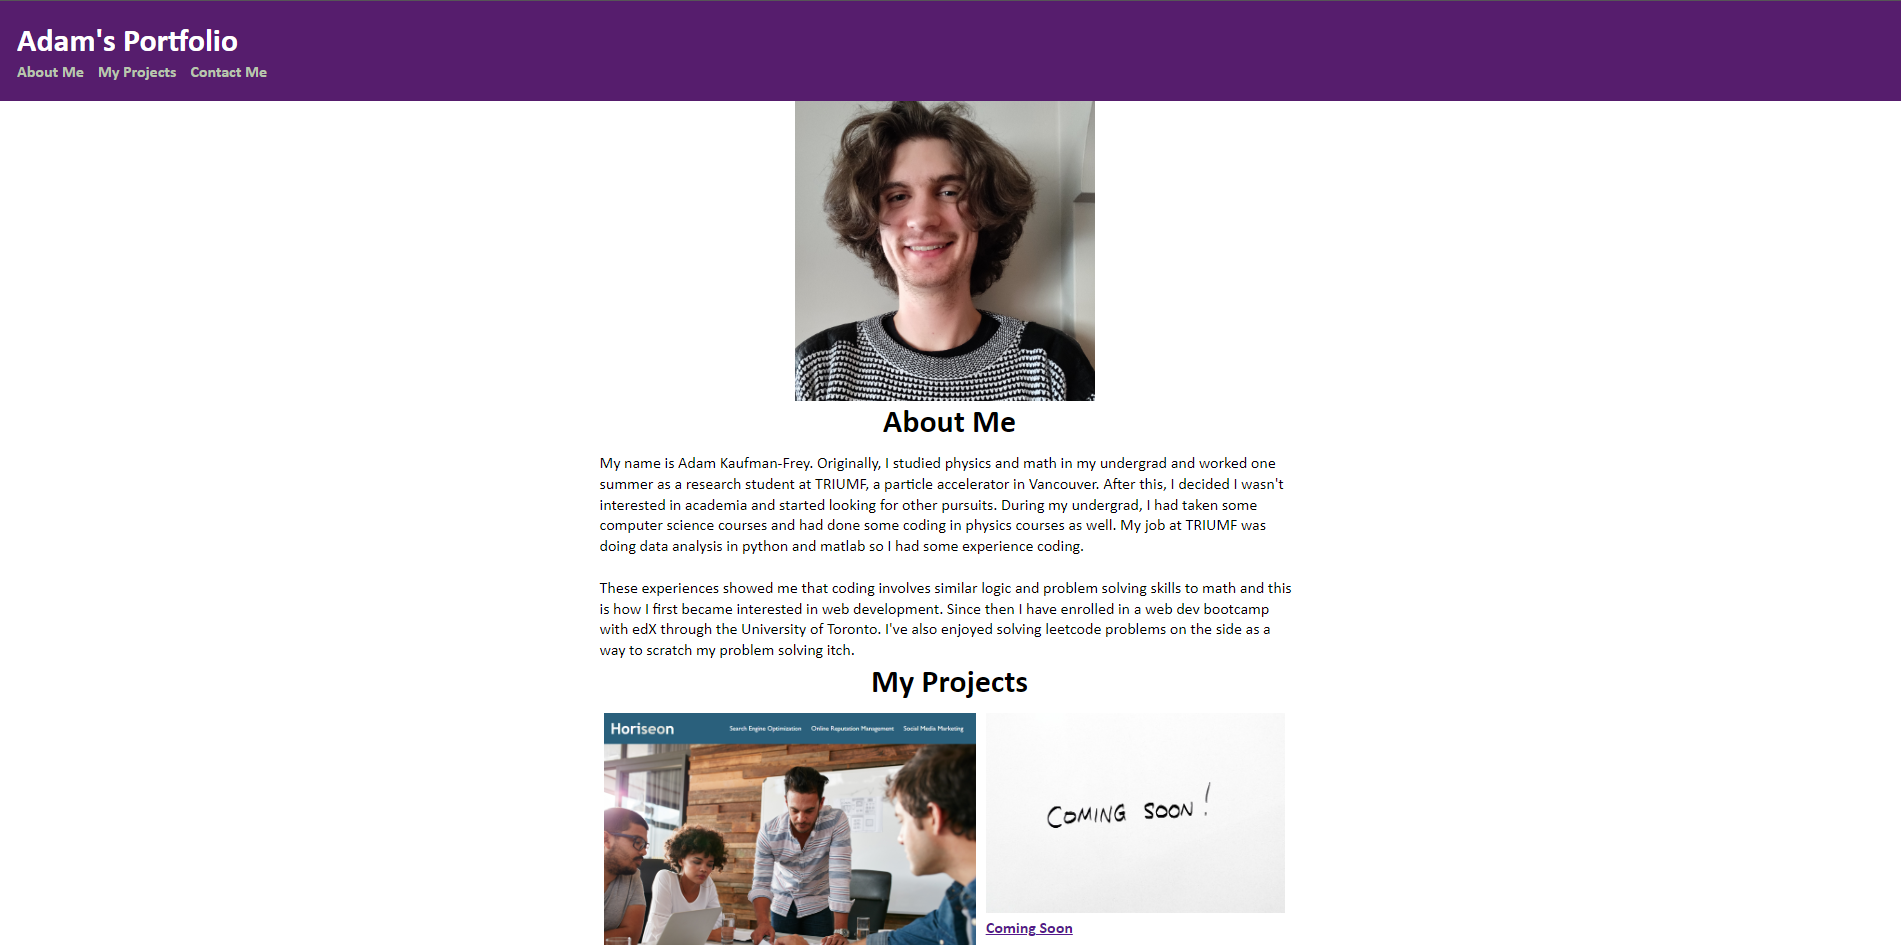 Adam's Portfolio
About Me My Projects Contact Me
About Me
My name is Adam Kaufman-Frey. Originally, I studied physics and math in my undergrad and worked one
summer as a research student at TRIUMF, a particle accelerator in Vancouver. After this, I decided I wasn't
interested in academia and started looking for other pursuits. During my undergrad, I had taken some
computer science courses and had done some coding in physics courses as well. My job at TRIUMF was
doing data analysis in python and matlab so I had some experience coding.
These experiences showed me that coding involves similar logic and problem solving skills to math and this
is how I first became interested in web development. Since then I have enrolled in a web dev bootcamp
with edX through the University of Toronto. I've also enjoyed solving leetcode problems on the side as a
way to scratch my problem solving itch.
My Projects
Horiseon Search Engine Optimization Online Reputation Management Social Media Marketing
COMING SOON!
Coming Soon